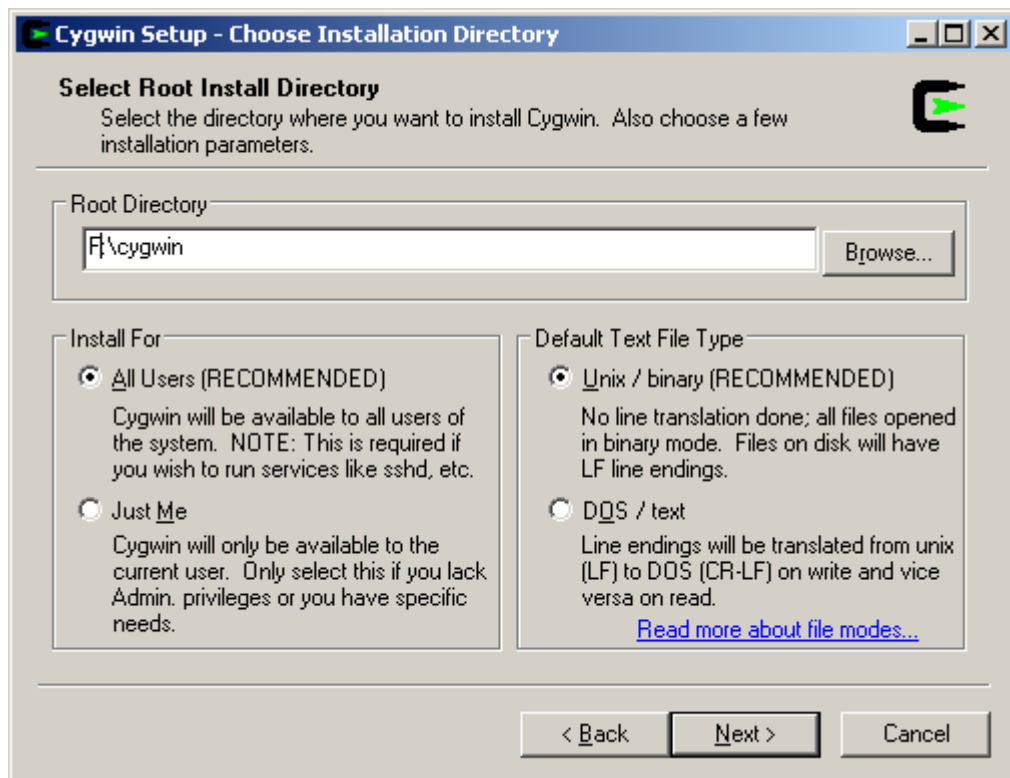 Cygwin Setup - Choose Installation Directory
Select Root Install Directory
Select the directory where you want to install Cygwin. Also choose a few
installation parameters.
Root Directory
F:\cygwin
Browse...
Install For
All Users (RECOMMENDED)
Cygwin will be available to all users of
the system. NOTE: This is required if
you wish to run services like sshd, etc.
Just Me
Cygwin will only be available to the
current user. Only select this if you lack
Admin. privileges or you have specific
needs.
Default Text File Type
Unix / binary (RECOMMENDED)
No line translation done; all files opened
in binary mode. Files on disk will have
LF line endings.
DOS / text
Line endings will be translated from unix
(LF) to DOS (CR-LF) on write and vice
versa on read.
Read more about file modes...
< Back
Next >
Cancel